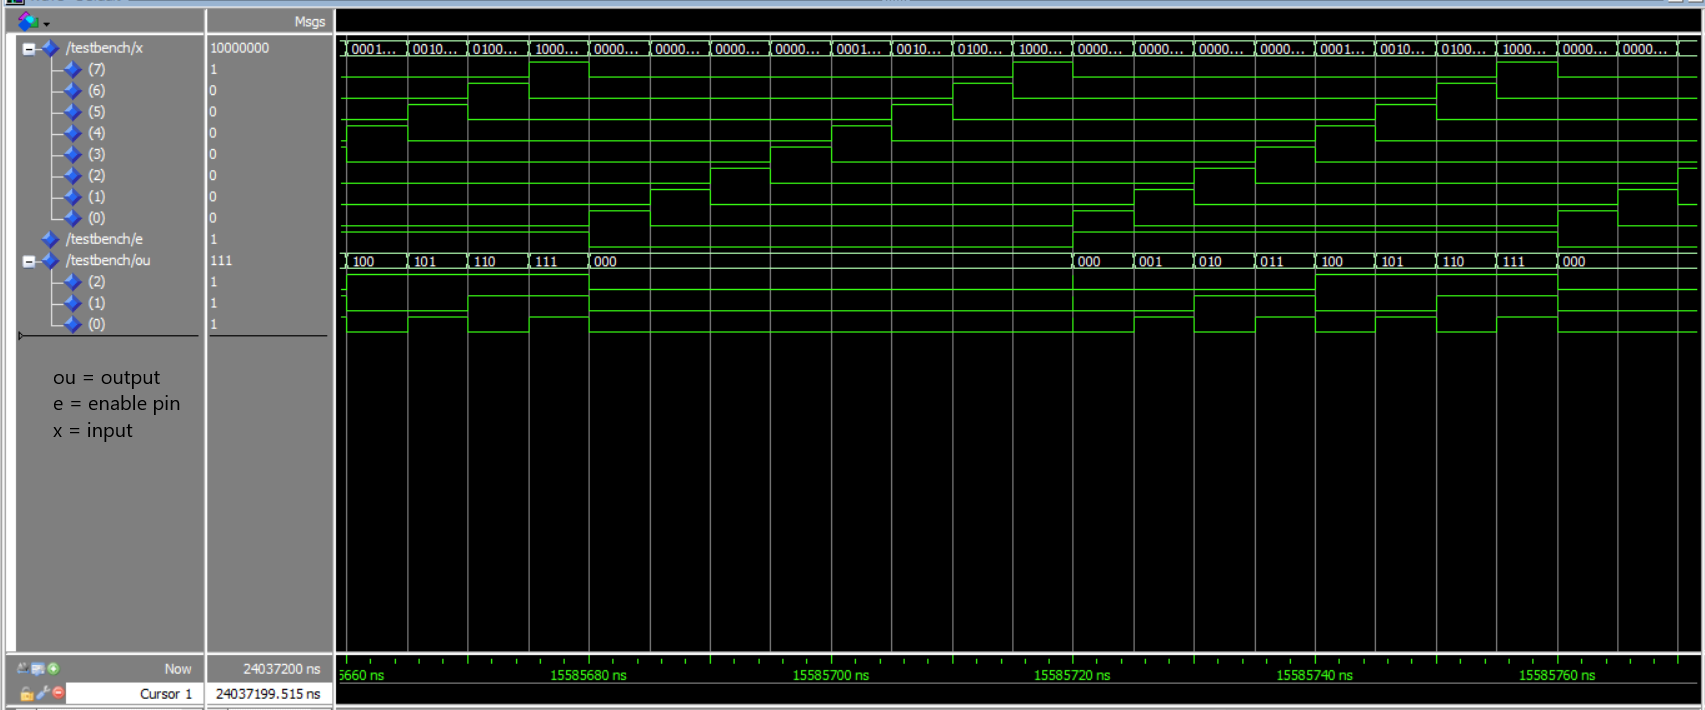 Msgs
/testbench/x 10000000 0001... 0010... 0100... 1000... 0000... 0000... 0000... 0000... 0001... 0010... 0100... 1000... 0000... 0000... 0000... 0000... 0001... 0010... 0100... 1000... 0000... 0000...
(7) 1
(6) 0
(5) 0
(4) 0
(3) 0
(2) 0
(1) 0
(0) 0
/testbench/e 1
/testbench/ou 111 100 101 110 111 000 000 001 010 011 100 101 110 111 000
(2) 1
(1) 1
(0) 1
ou = output
e = enable pin
x = input
Now 24037200 ns 660 ns 15585680 ns 15585700 ns 15585720 ns 15585740 ns 15585760 ns
Cursor 1 24037199.515 ns